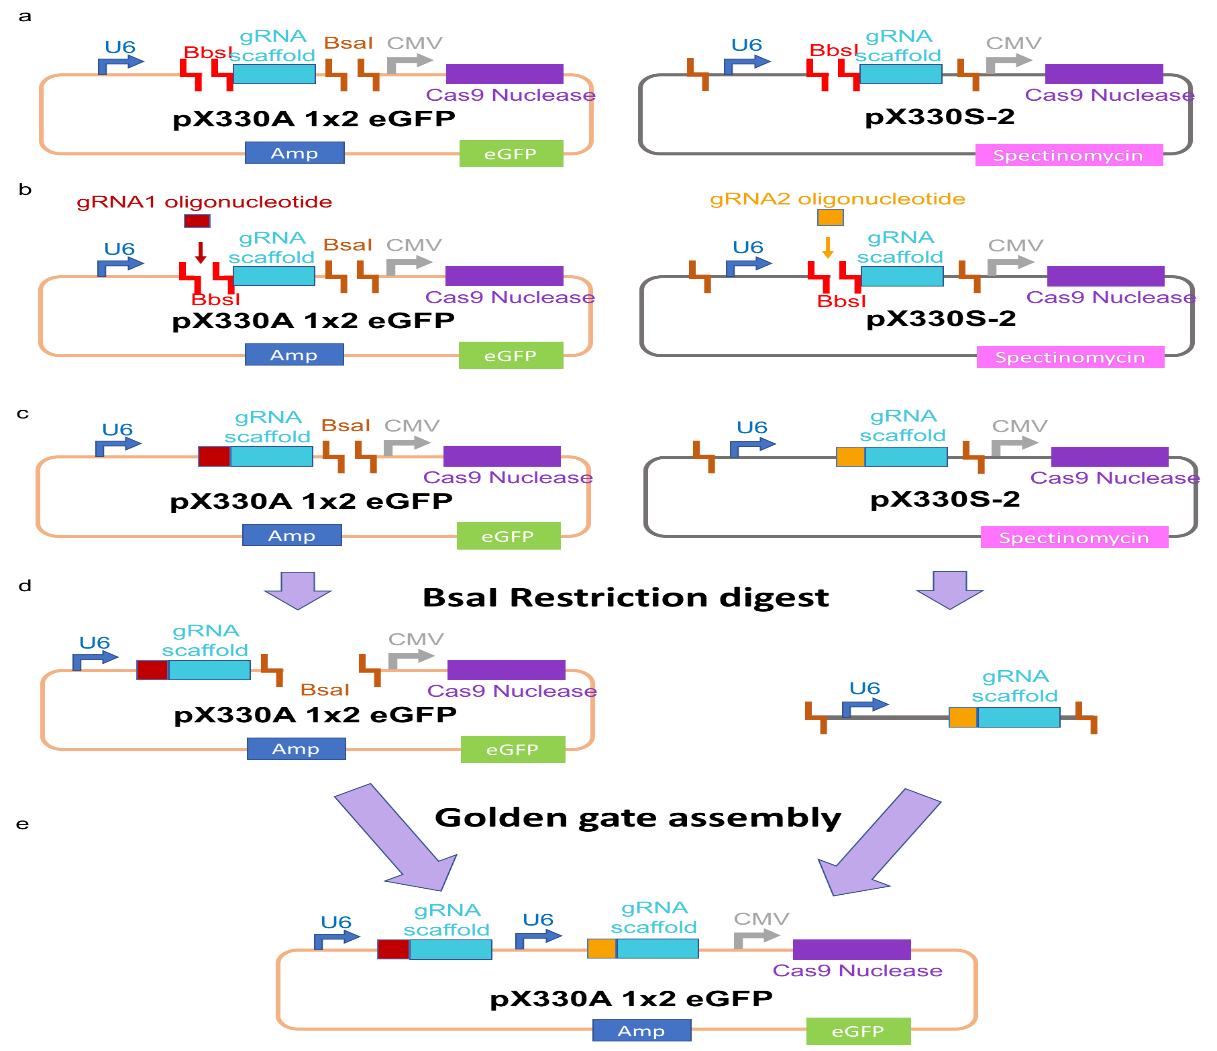 a
U6
BbsI
gRNA
scaffold
BsaI
CMV
Cas9 Nuclease
pX330A 1x2 eGFP
Amp
eGFP
U6
BbsI
gRNA
scaffold
CMV
Cas9 Nuclease
pX330S-2
Spectinomycin
b
gRNA1 oligonucleotide
U6
gRNA
scaffold
BsaI
CMV
BbsI
Cas9 Nuclease
pX330A 1x2 eGFP
Amp
eGFP
gRNA2 oligonucleotide
U6
gRNA
scaffold
CMV
BbsI
Cas9 Nuclease
pX330S-2
Spectinomycin
c
U6
gRNA
scaffold
BsaI
CMV
Cas9 Nuclease
pX330A 1x2 eGFP
Amp
eGFP
U6
gRNA
scaffold
CMV
Cas9 Nuclease
pX330S-2
Spectinomycin
d
BsaI Restriction digest
U6
gRNA
scaffold
CMV
BsaI
Cas9 Nuclease
pX330A 1x2 eGFP
Amp
eGFP
U6
gRNA
scaffold
e
Golden gate assembly
U6
gRNA
scaffold
U6
gRNA
scaffold
CMV
Cas9 Nuclease
pX330A 1x2 eGFP
Amp
eGFP